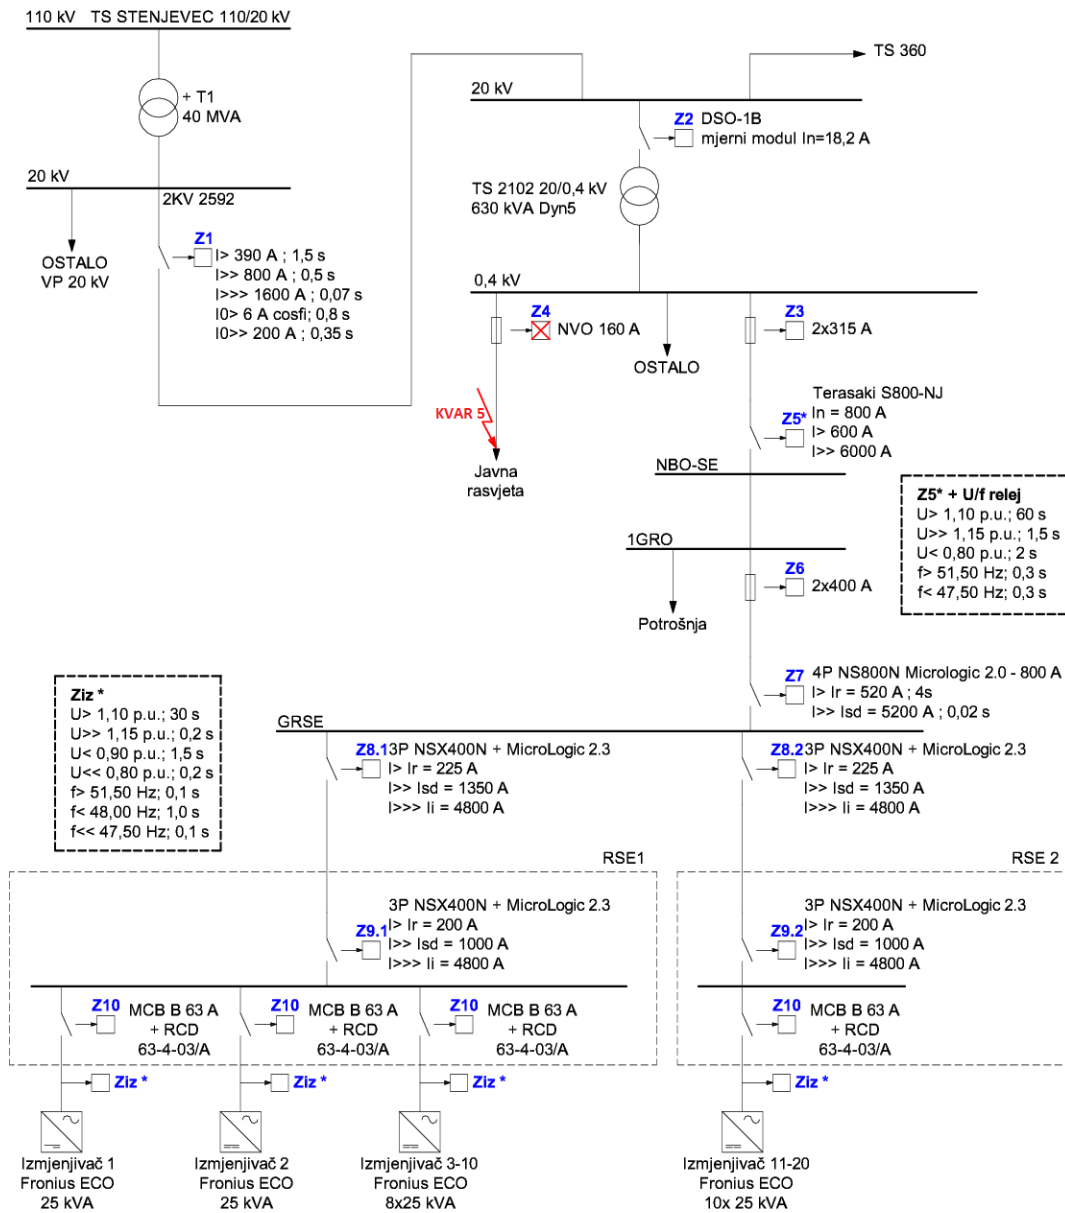 110 kV TS STENJEVEC 110/20 kV
+ T1
40 MVA
20 kV
2KV 2592
OSTALO
VP 20 kV
Z1
I> 390 A ; 1,5 s
I>> 800 A ; 0,5 s
I>>> 1600 A ; 0,07 s
I0> 6 A cosfi; 0,8 s
I0>> 200 A ; 0,35 s
TS 360
20 kV
Z2 DSO-1B
mjerni modul In=18,2 A
TS 2102 20/0,4 kV
630 kVA Dyn5
0,4 kV
Z4
NVO 160 A
OSTALO
Z3
2x315 A
KVAR 5
Javna
rasvjeta
Terasaki S800-NJ
In = 800 A
Z5* I> 600 A
I>> 6000 A
NBO-SE
Z5* + U/f relej
U> 1,10 p.u.; 60 s
U>> 1,15 p.u.; 1,5 s
U< 0,80 p.u.; 2 s
f> 51,50 Hz; 0,3 s
f< 47,50 Hz; 0,3 s
1GRO
Potrošnja
Z6
2x400 A
Z7 4P NS800N Micrologic 2.0 - 800 A
I> Ir = 520 A ; 4s
I>> Isd = 5200 A ; 0,02 s
Ziz *
U> 1,10 p.u.; 30 s
U>> 1,15 p.u.; 0,2 s
U< 0,90 p.u.; 1,5 s
U<< 0,80 p.u.; 0,2 s
f> 51,50 Hz; 0,1 s
f< 48,00 Hz; 1,0 s
f<< 47,50 Hz; 0,1 s
GRSE
Z8.1 3P NSX400N + MicroLogic 2.3
I> Ir = 225 A
I>> Isd = 1350 A
I>>> Ii = 4800 A
Z8.2 3P NSX400N + MicroLogic 2.3
I> Ir = 225 A
I>> Isd = 1350 A
I>>> Ii = 4800 A
RSE1
RSE 2
3P NSX400N + MicroLogic 2.3
Z9.1 I> Ir = 200 A
I>> Isd = 1000 A
I>>> Ii = 4800 A
3P NSX400N + MicroLogic 2.3
Z9.2 I> Ir = 200 A
I>> Isd = 1000 A
I>>> Ii = 4800 A
Z10 MCB B 63 A
+ RCD
63-4-03/A
Z10 MCB B 63 A
+ RCD
63-4-03/A
Z10 MCB B 63 A
+ RCD
63-4-03/A
Z10 MCB B 63 A
+ RCD
63-4-03/A
Ziz *
Ziz *
Ziz *
Ziz *
Izmjenjivač 1
Fronius ECO
25 kVA
Izmjenjivač 2
Fronius ECO
25 kVA
Izmjenjivač 3-10
Fronius ECO
8x25 kVA
Izmjenjivač 11-20
Fronius ECO
10x 25 kVA